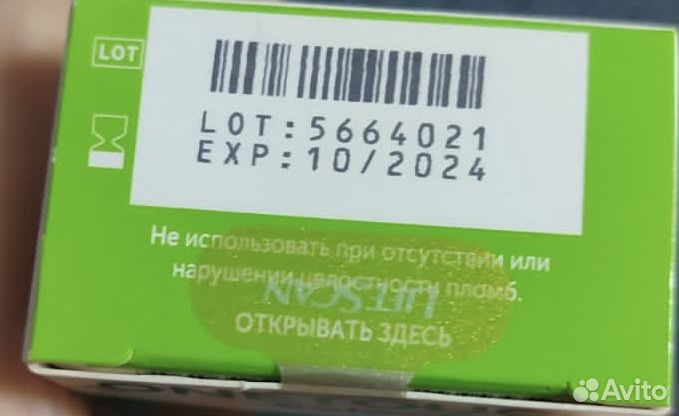 LOT
LOT:5664021
EXP:10/2024
Не использовать при отсутствии или
нарушении целостности пломб.
LIFESCAN
ОТКРЫВАТЬ ЗДЕСЬ
Avito